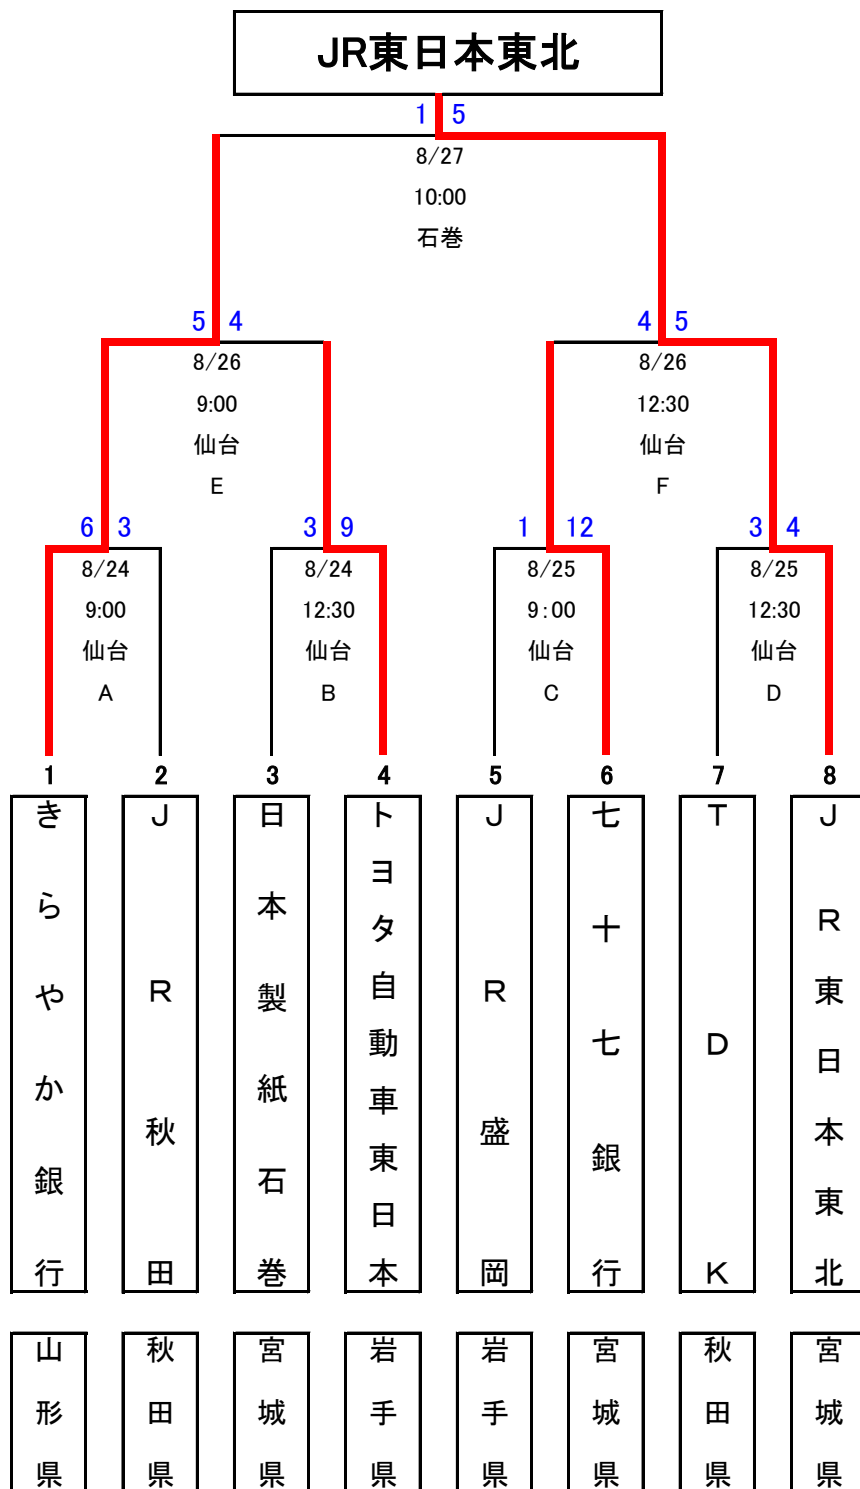 JR東日本東北
1 5
8/27
10:00
石巻
5 4
8/26
9:00
仙台
E
4 5
8/26
12:30
仙台
F
6 3
8/24
9:00
仙台
A
3 9
8/24
12:30
仙台
B
1 12
8/25
9:00
仙台
C
3 4
8/25
12:30
仙台
D
1 2 3 4 5 6 7 8
きらやか銀行
JR秋田
日本製紙石巻
トヨタ自動車東日本
JR盛岡
七十七銀行
TDK
JR東日本東北
山形県
秋田県
宮城県
岩手県
岩手県
宮城県
秋田県
宮城県